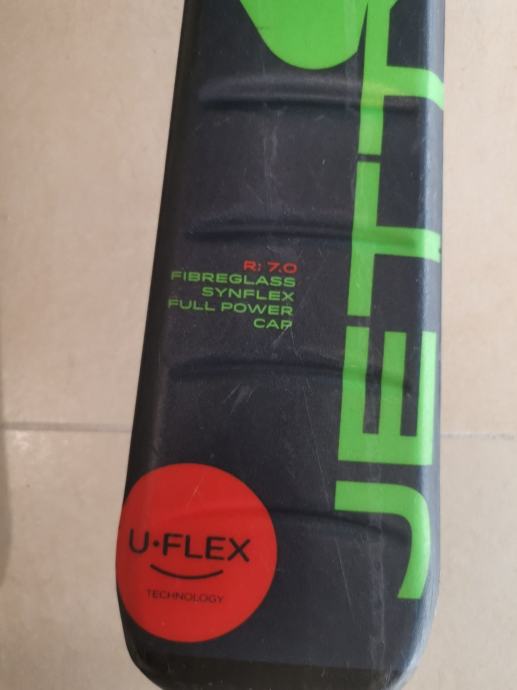 R: 7.0
FIBREGLASS
SYNFLEX
FULL POWER
CAP
JETT
U·FLEX
TECHNOLOGY